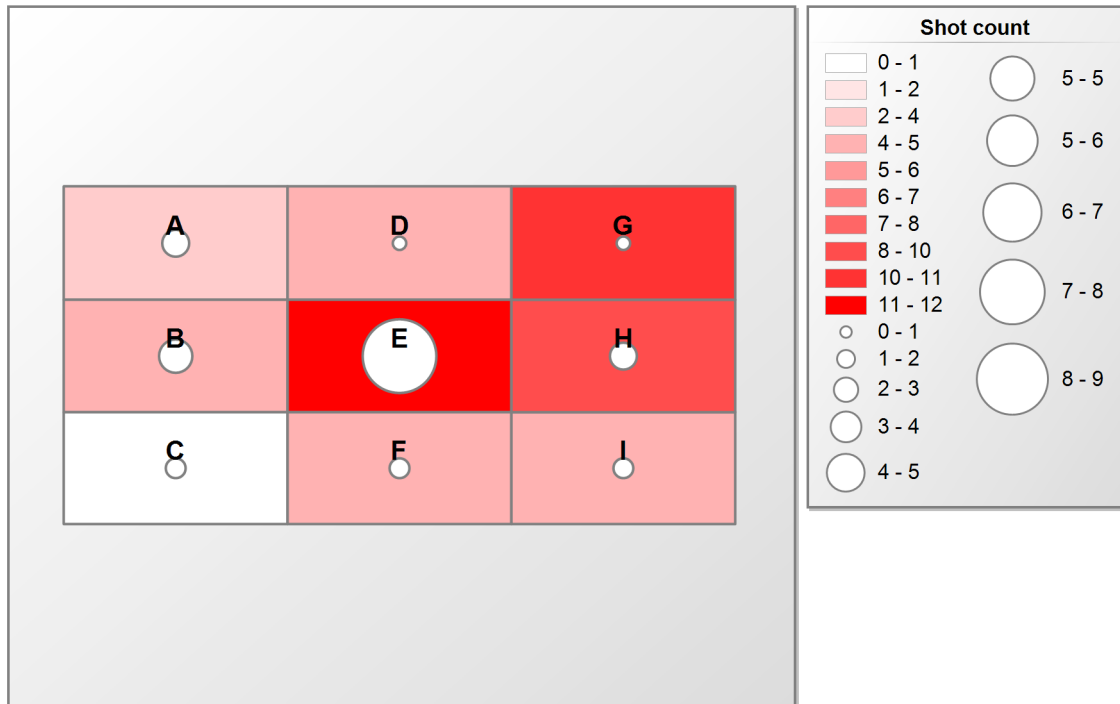 A
D
G
B
E
H
C
F
I
Shot count
0 - 1
1 - 2
2 - 4
4 - 5
5 - 6
6 - 7
7 - 8
8 - 10
10 - 11
11 - 12
0 - 1
1 - 2
2 - 3
3 - 4
4 - 5
5 - 5
5 - 6
6 - 7
7 - 8
8 - 9